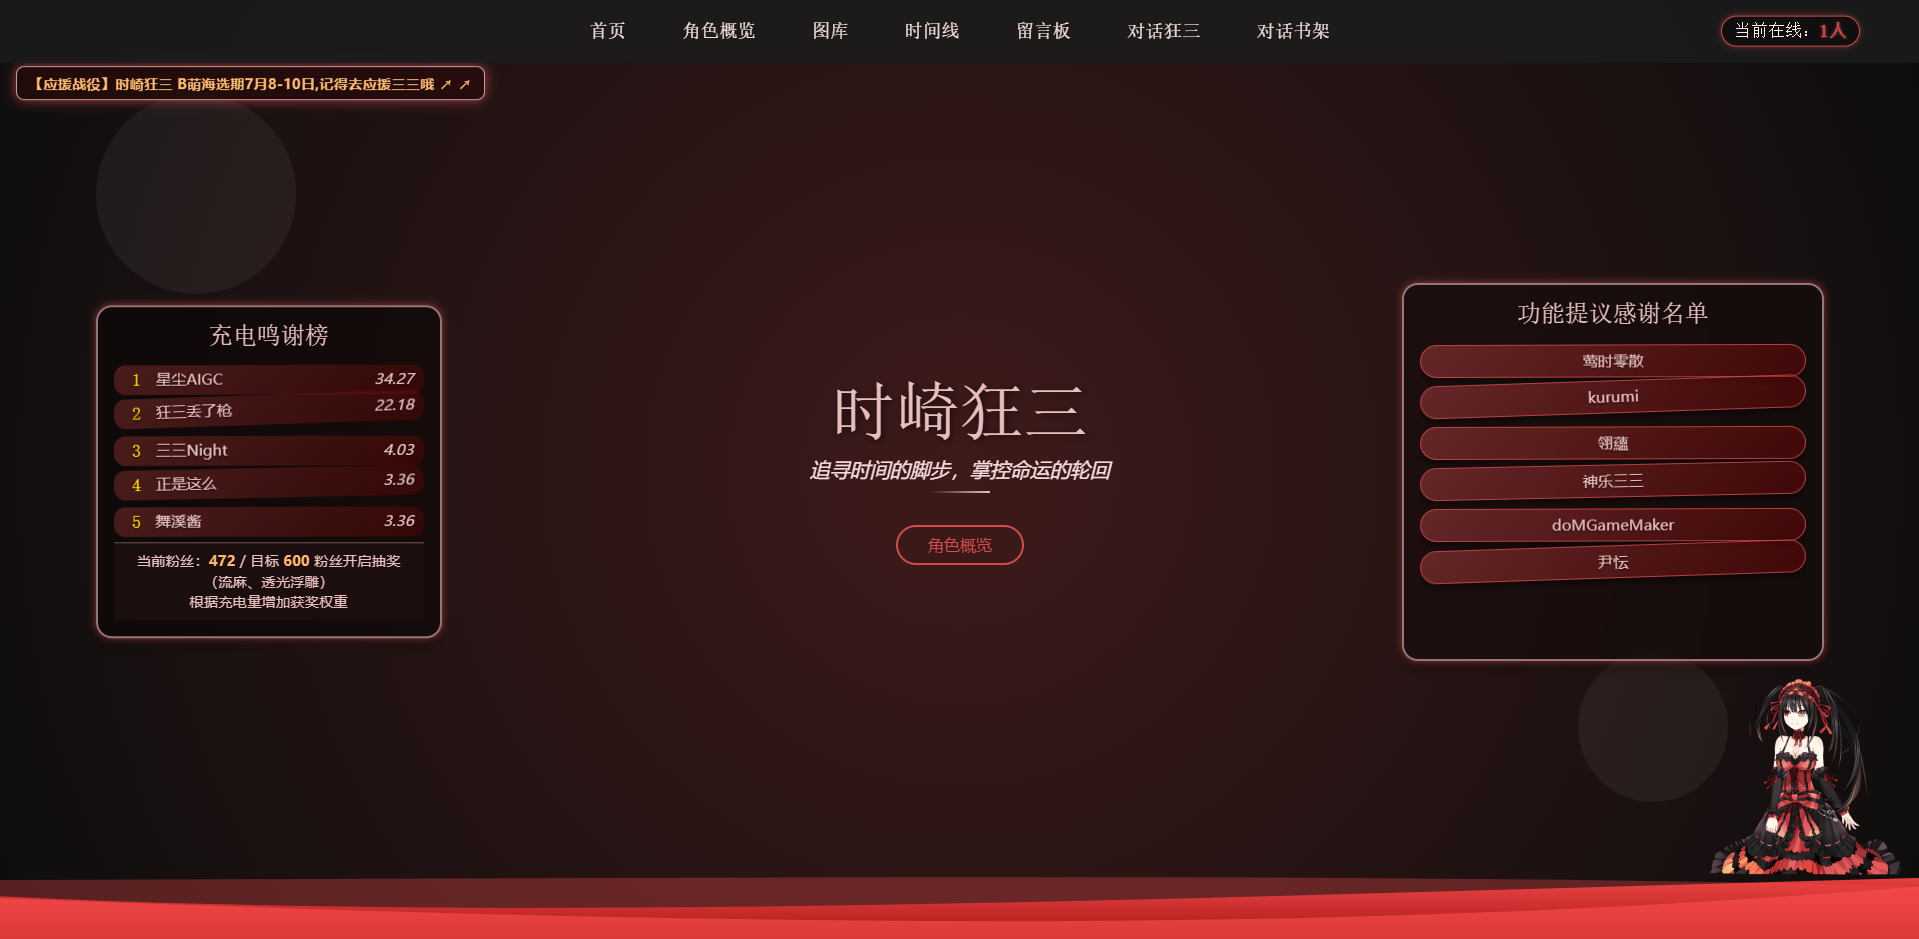 首页 角色概览 图库 时间线 留言板 对话狂三 对话书架
当前在线：1人
【应援战役】时崎狂三 B萌海选期7月8-10日,记得去应援三三哦 ↗ ↗
充电鸣谢榜
1 星尘AIGC 34.27
2 狂三丢了枪 22.18
3 三三Night 4.03
4 正是这么 3.36
5 舞溪酱 3.36
当前粉丝：472 / 目标 600 粉丝开启抽奖
（流麻、透光浮雕）
根据充电量增加获奖权重
时崎狂三
追寻时间的脚步，掌控命运的轮回
角色概览
功能提议感谢名单
莺时零散
kurumi
翎蘊
神乐三三
doMGameMaker
尹忶